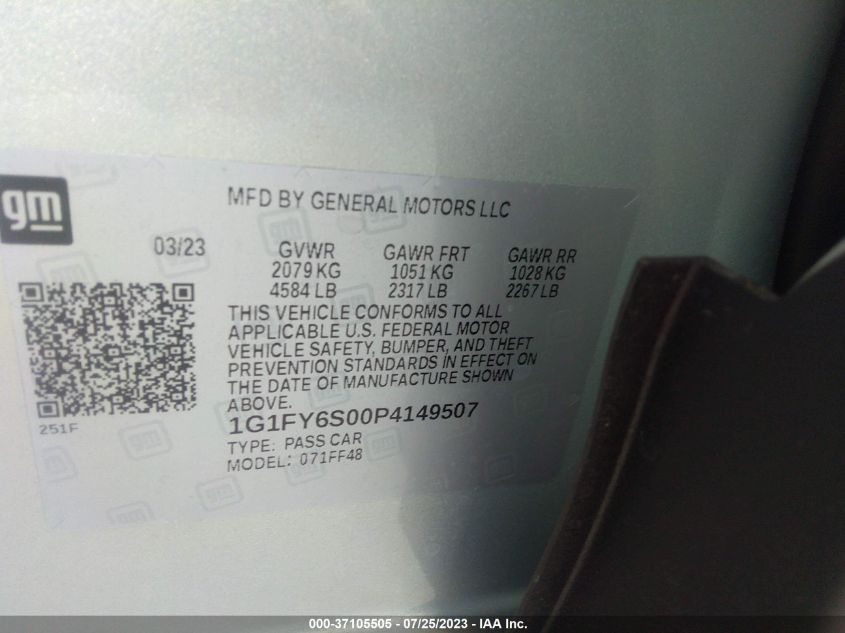 gm
MFD BY GENERAL MOTORS LLC
03/23 GVWR GAWR FRT GAWR RR
2079 KG 1051 KG 1028 KG
4584 LB 2317 LB 2267 LB
THIS VEHICLE CONFORMS TO ALL
APPLICABLE U.S. FEDERAL MOTOR
VEHICLE SAFETY, BUMPER, AND THEFT
PREVENTION STANDARDS IN EFFECT ON
THE DATE OF MANUFACTURE SHOWN
ABOVE.
251F
1G1FY6S00P4149507
TYPE: PASS CAR
MODEL: 071FF48
000-37105505 - 07/25/2023 - IAA Inc.